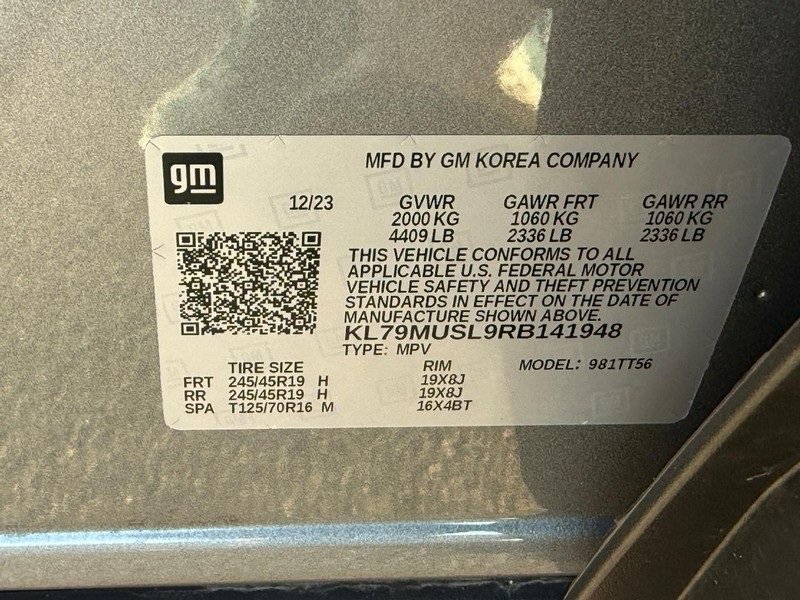 gm
MFD BY GM KOREA COMPANY
12/23 GVWR GAWR FRT GAWR RR
2000 KG 1060 KG 1060 KG
4409 LB 2336 LB 2336 LB
THIS VEHICLE CONFORMS TO ALL
APPLICABLE U.S. FEDERAL MOTOR
VEHICLE SAFETY AND THEFT PREVENTION
STANDARDS IN EFFECT ON THE DATE OF
MANUFACTURE SHOWN ABOVE.
KL79MUSL9RB141948
TYPE: MPV
TIRE SIZE RIM MODEL: 981TT56
FRT 245/45R19 H 19X8J
RR 245/45R19 H 19X8J
SPA T125/70R16 M 16X4BT